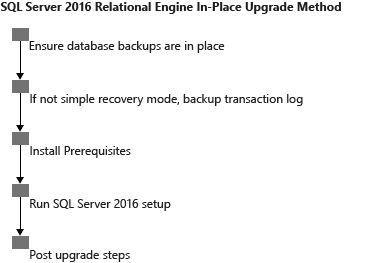 SQL Server 2016 Relational Engine In-Place Upgrade Method
Ensure database backups are in place
If not simple recovery mode, backup transaction log
Install Prerequisites
Run SQL Server 2016 setup
Post upgrade steps